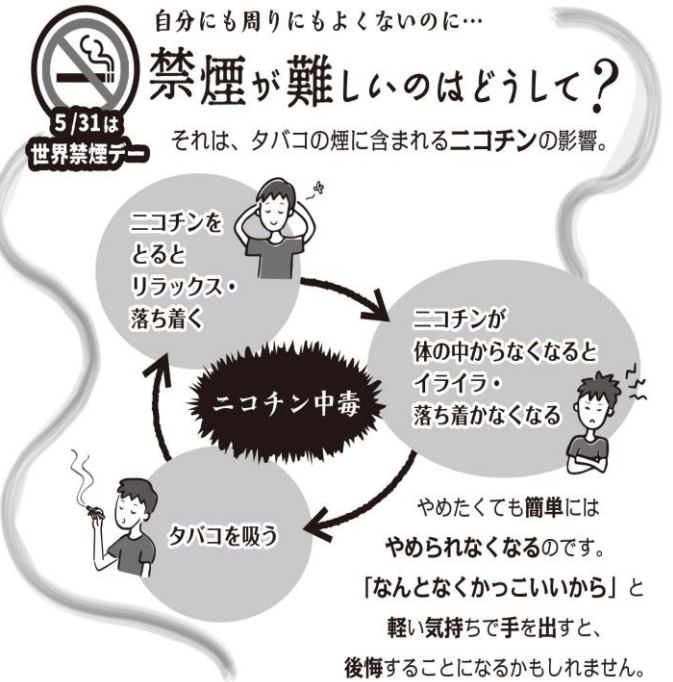 自分にも周りにもよくないのに…
禁煙が難しいのはどうして?
5/31は
世界禁煙デー
それは、タバコの煙に含まれるニコチンの影響。
ニコチンを
とると
リラックス・
落ち着く
ニコチンが
体の中からなくなると
イライラ・
落ち着かなくなる
ニコチン中毒
タバコを吸う
やめたくても簡単には
やめられなくなるのです。
「なんとなくかっこいいから」と
軽い気持ちで手を出すと、
後悔することになるかもしれません。